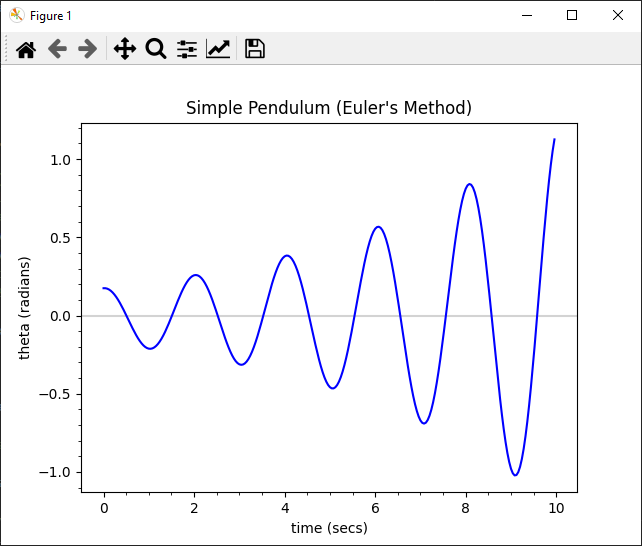 Figure 1
Simple Pendulum (Euler's Method)
1.0
0.5
0.0
−0.5
−1.0
theta (radians)
0 2 4 6 8 10
time (secs)